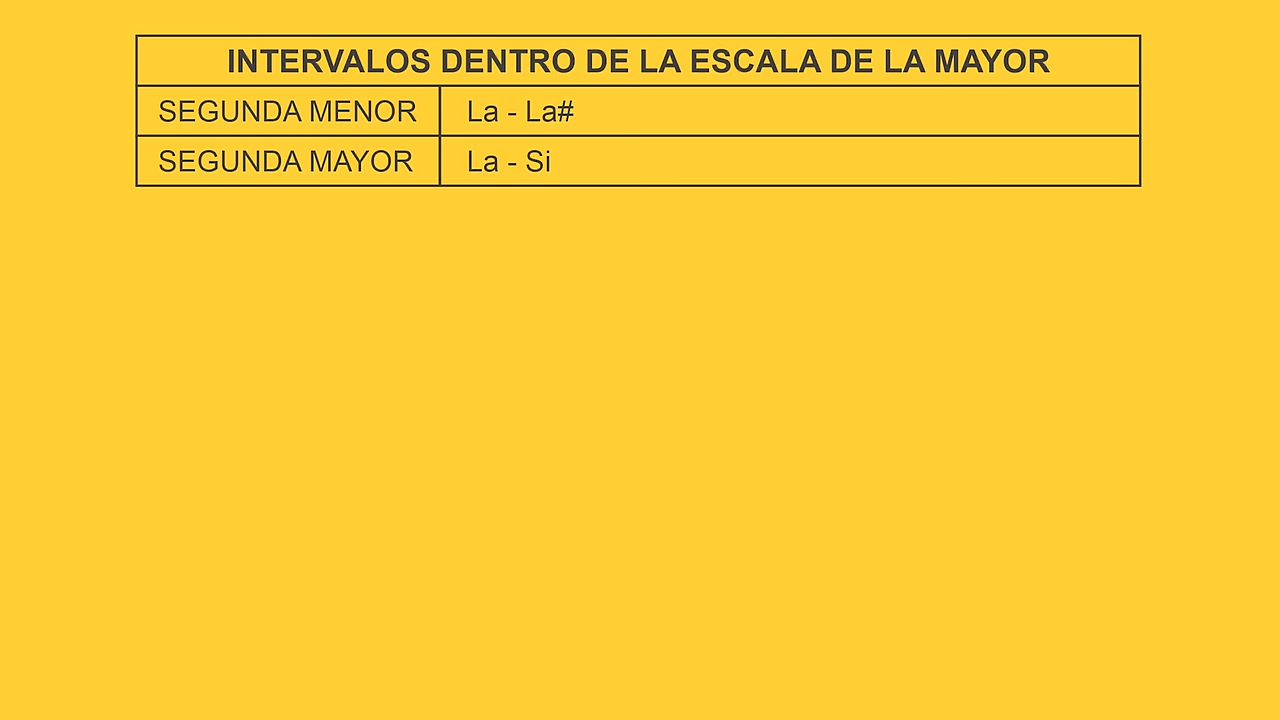 INTERVALOS DENTRO DE LA ESCALA DE LA MAYOR
SEGUNDA MENOR La - La#
SEGUNDA MAYOR La - Si